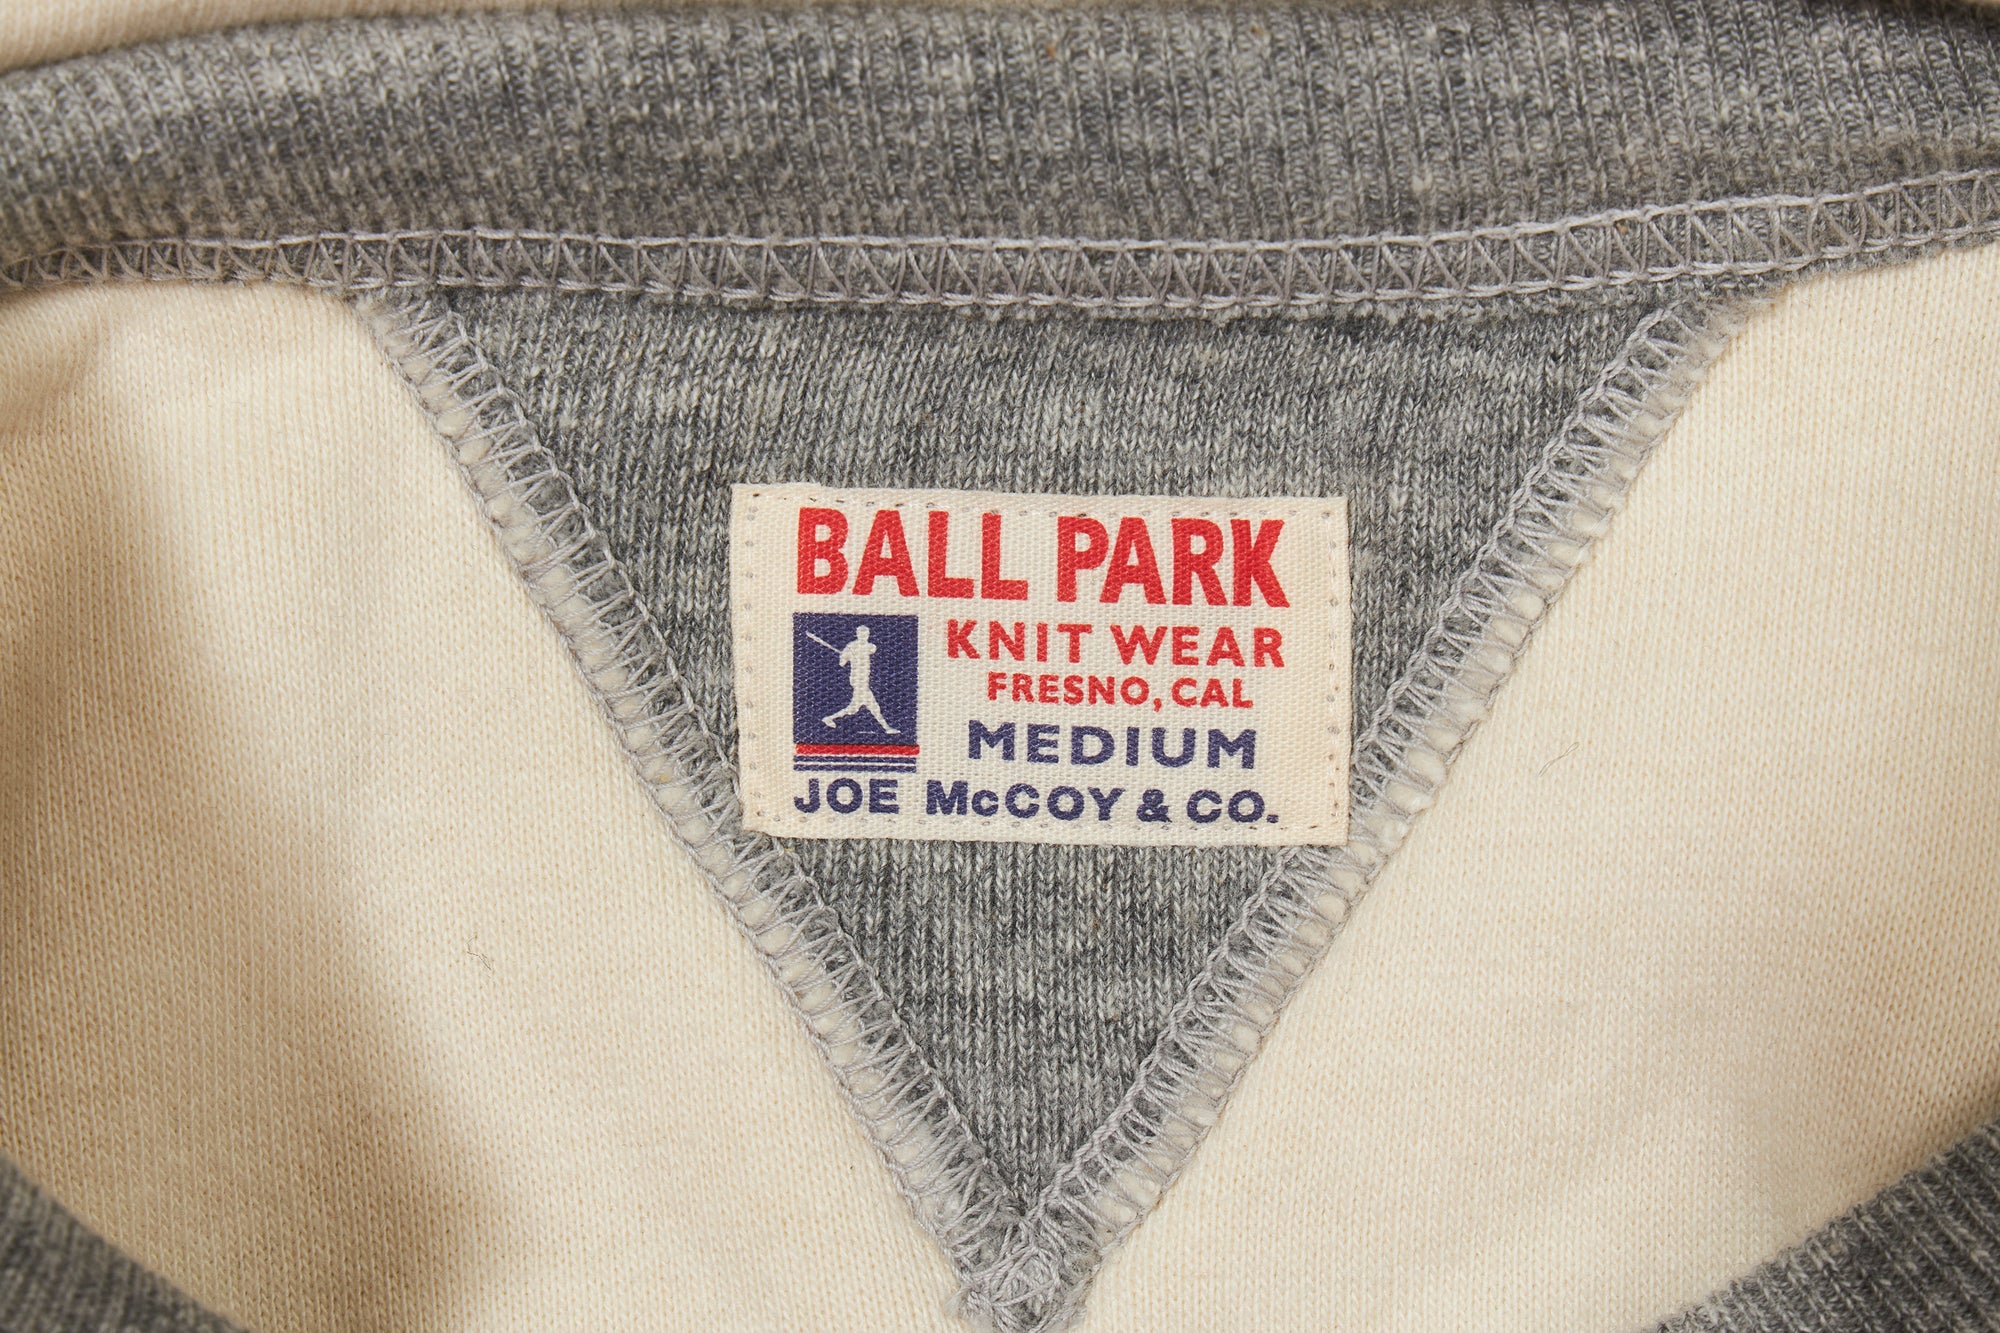 BALL PARK
KNIT WEAR
FRESNO, CAL
MEDIUM
JOE McCOY & CO.